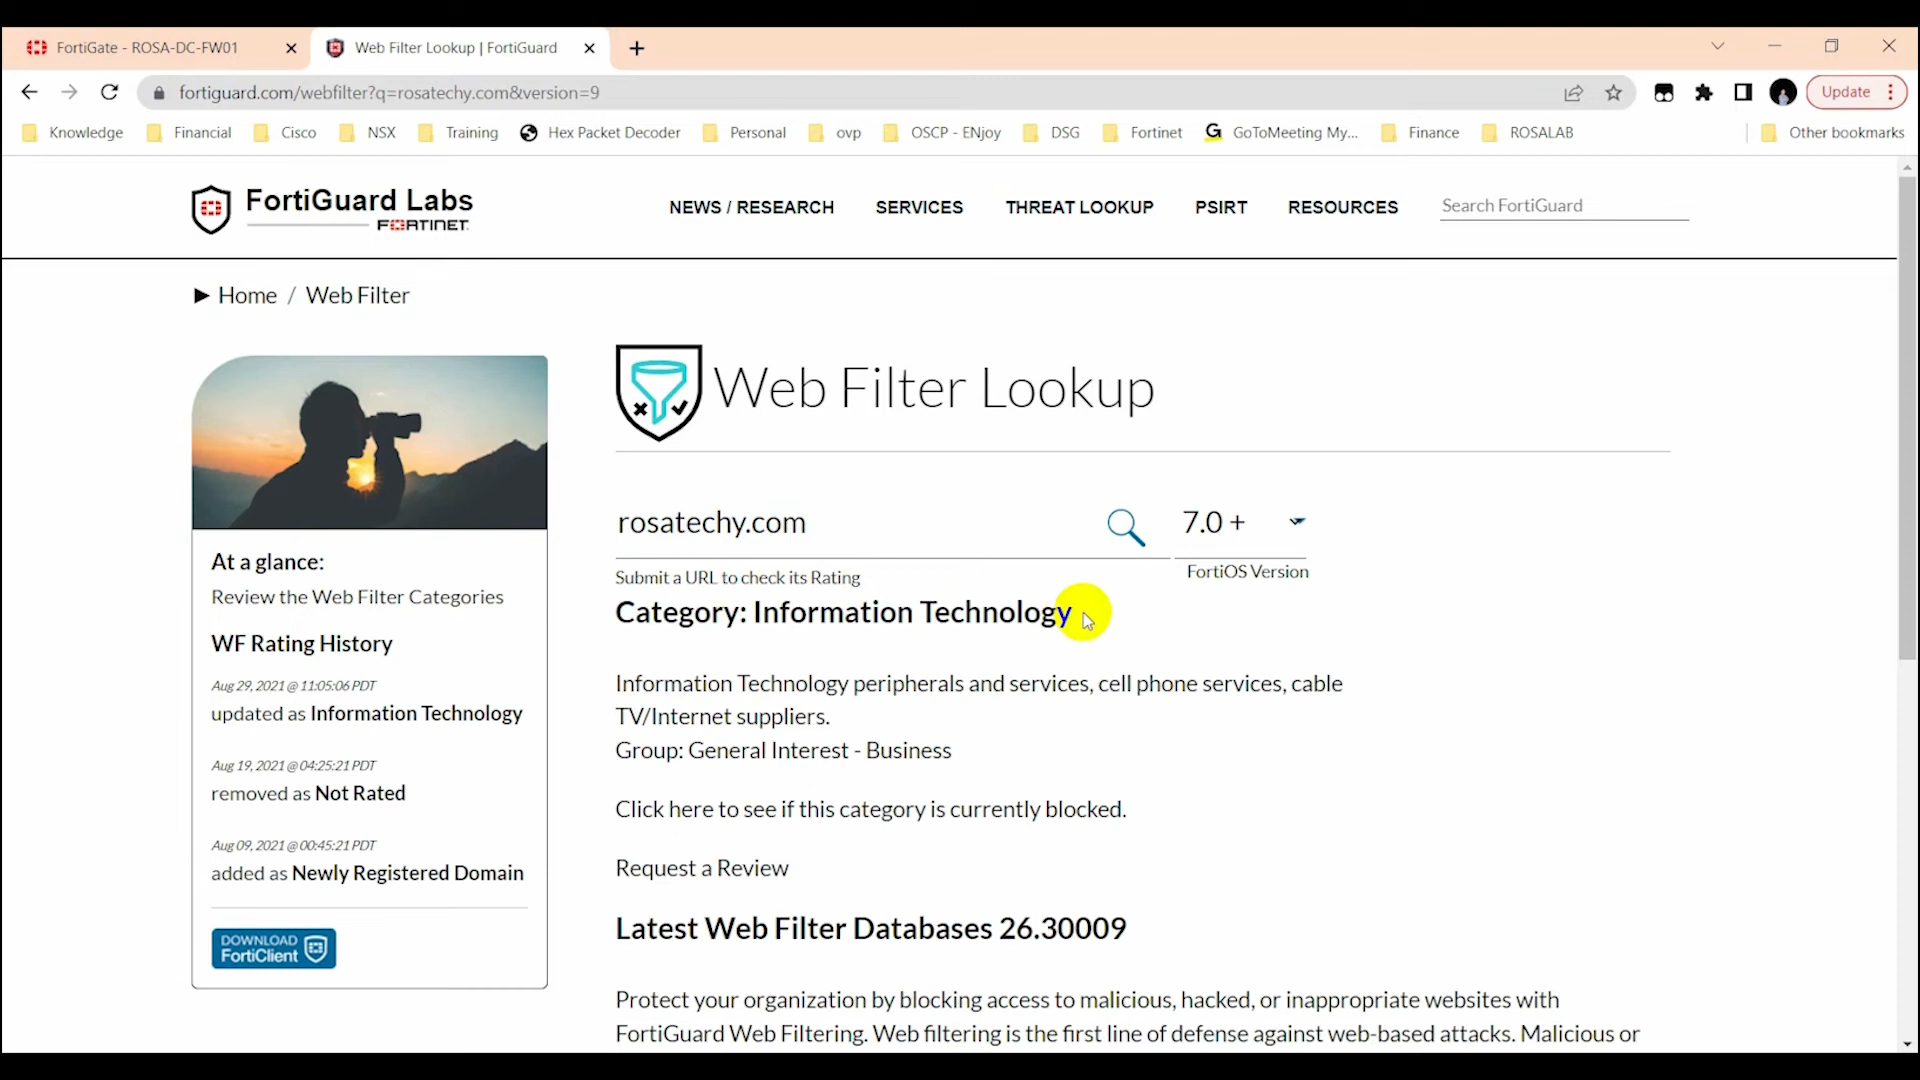 FortiGate - ROSA-DC-FW01
Web Filter Lookup | FortiGuard
fortiguard.com/webfilter?q=rosatechy.com&version=9
Update
Knowledge Financial Cisco NSX Training Hex Packet Decoder Personal ovp OSCP - ENjoy DSG Fortinet GoToMeeting My... Finance ROSALAB Other bookmarks
FortiGuard Labs
FORTINET
NEWS / RESEARCH SERVICES THREAT LOOKUP PSIRT RESOURCES Search FortiGuard
Home / Web Filter
Web Filter Lookup
rosatechy.com 7.0 +
Submit a URL to check its Rating FortiOS Version
Category: Information Technology
Information Technology peripherals and services, cell phone services, cable
TV/Internet suppliers.
Group: General Interest - Business
Click here to see if this category is currently blocked.
Request a Review
Latest Web Filter Databases 26.30009
Protect your organization by blocking access to malicious, hacked, or inappropriate websites with
FortiGuard Web Filtering. Web filtering is the first line of defense against web-based attacks. Malicious or
At a glance:
Review the Web Filter Categories
WF Rating History
Aug 29, 2021 @ 11:05:06 PDT
updated as Information Technology
Aug 19, 2021 @ 04:25:21 PDT
removed as Not Rated
Aug 09, 2021 @ 00:45:21 PDT
added as Newly Registered Domain
DOWNLOAD
FortiClient